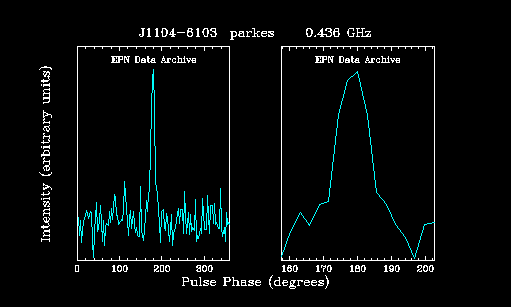 J1104-6103 parkes 0.436 GHz
EPN Data Archive EPN Data Archive
Intensity (arbitrary units)
0 100 200 300 160 170 180 190 200
Pulse Phase (degrees)